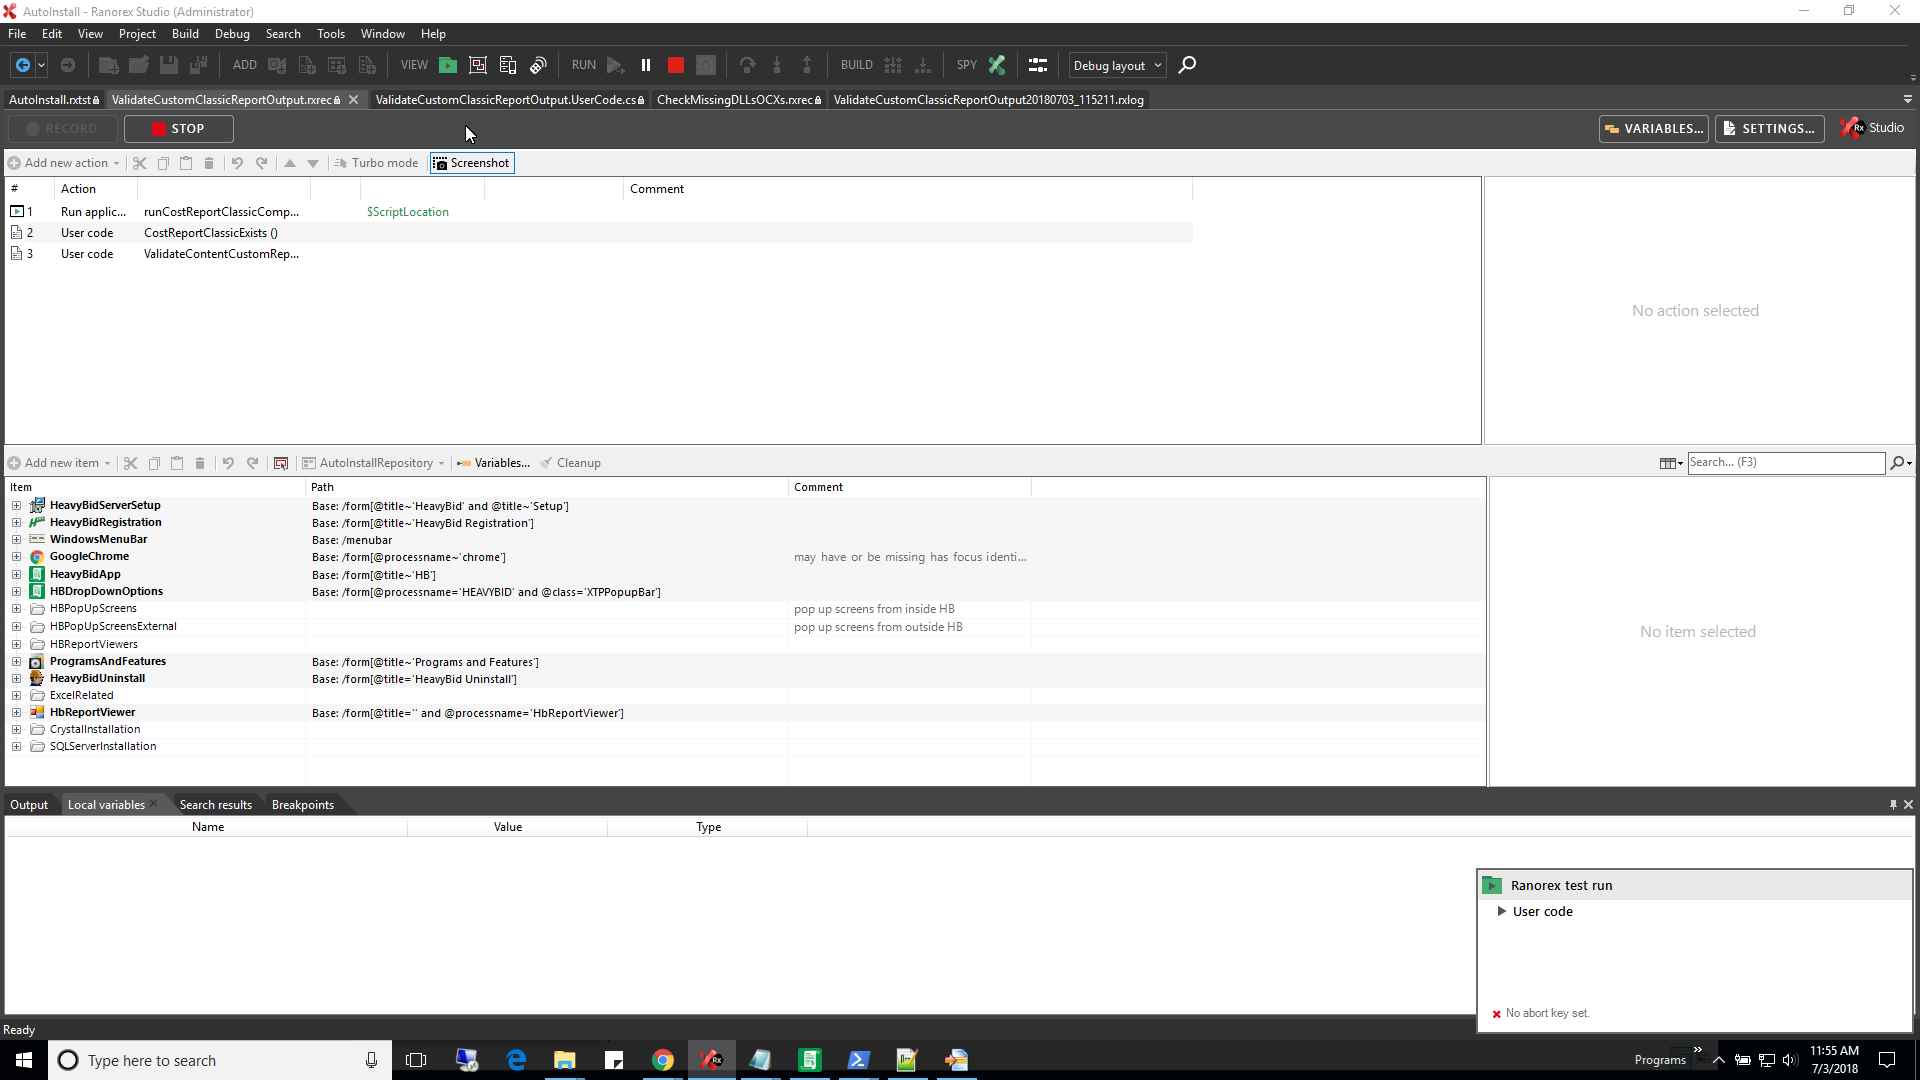 AutoInstall - Ranorex Studio (Administrator)
File Edit View Project Build Debug Search Tools Window Help
ADD VIEW RUN BUILD SPY Debug layout
AutoInstall.rxtst ValidateCustomClassicReportOutput.rxrec ValidateCustomClassicReportOutput.UserCode.cs CheckMissingDLLsOCXs.rxrec ValidateCustomClassicReportOutput20180703_115211.rxlog
RECORD STOP VARIABLES... SETTINGS... Rx Studio
Add new action Turbo mode Screenshot
# Action Comment
1 Run applic... runCostReportClassicComp... $ScriptLocation
2 User code CostReportClassicExists ()
3 User code ValidateContentCustomRep...
No action selected
Add new item AutoInstallRepository Variables... Cleanup Search... (F3)
Item Path Comment
HeavyBidServerSetup Base: /form[@title~'HeavyBid' and @title~'Setup']
HeavyBidRegistration Base: /form[@title~'HeavyBid Registration']
WindowsMenuBar Base: /menubar
GoogleChrome Base: /form[@processname~'chrome'] may have or be missing has focus identi...
HeavyBidApp Base: /form[@title~'HB']
HBDropDownOptions Base: /form[@processname='HEAVYBID' and @class='XTPPopupBar']
HBPopUpScreens pop up screens from inside HB
HBPopUpScreensExternal pop up screens from outside HB
HBReportViewers
ProgramsAndFeatures Base: /form[@title~'Programs and Features']
HeavyBidUninstall Base: /form[@title='HeavyBid Uninstall']
ExcelRelated
HbReportViewer Base: /form[@title='' and @processname='HbReportViewer']
CrystalInstallation
SQLServerInstallation
No item selected
Output Local variables Search results Breakpoints
Name Value Type
Ranorex test run
User code
No abort key set.
Ready
Type here to search
Programs
11:55 AM
7/3/2018